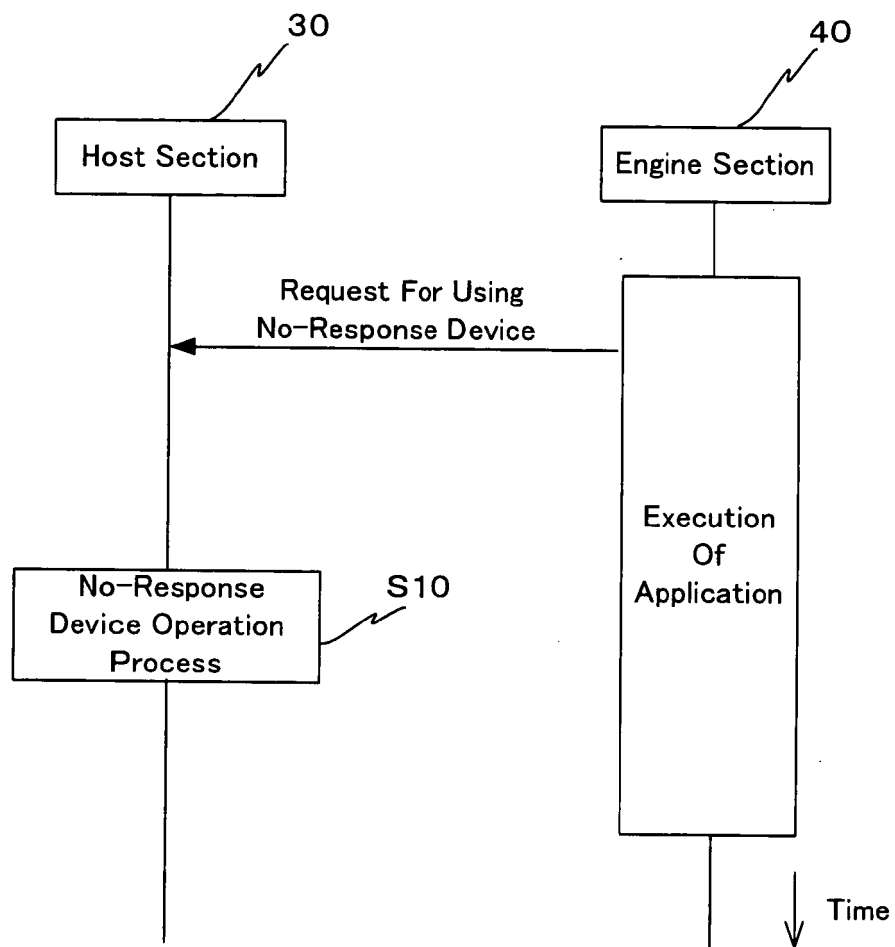 30
40
Host Section
Engine Section
Request For Using
No-Response Device
Execution
Of
Application
No-Response
Device Operation
Process
S10
Time